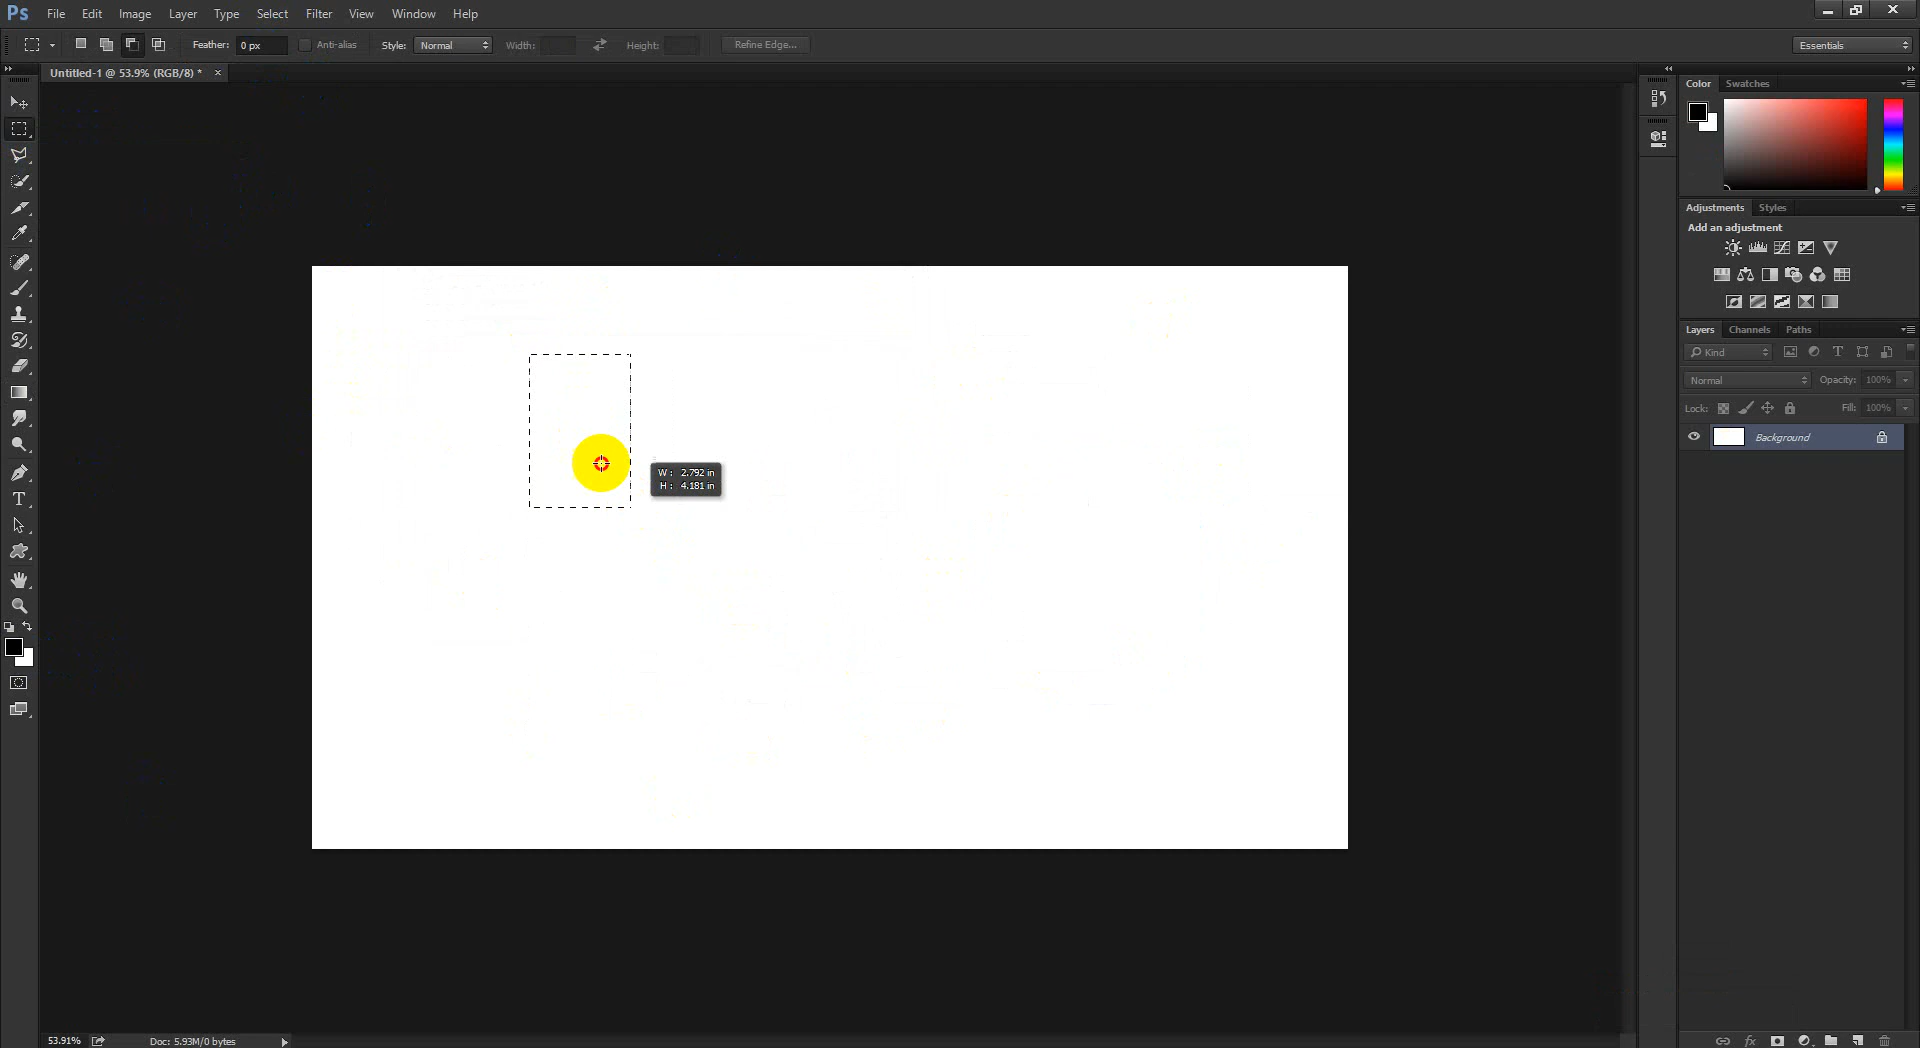 Ps File Edit Image Layer Type Select Filter View Window Help
Feather: 0 px Anti-alias Style: Normal Width: Height: Refine Edge... Essentials
Untitled-1 @ 53.9% (RGB/8) * ×
Color Swatches
Adjustments Styles
Add an adjustment
Layers Channels Paths
Kind
Normal Opacity: 100%
Lock: Fill: 100%
Background
W: 2.792 in
H: 4.181 in
53.91% Doc: 5.93M/0 bytes
fx